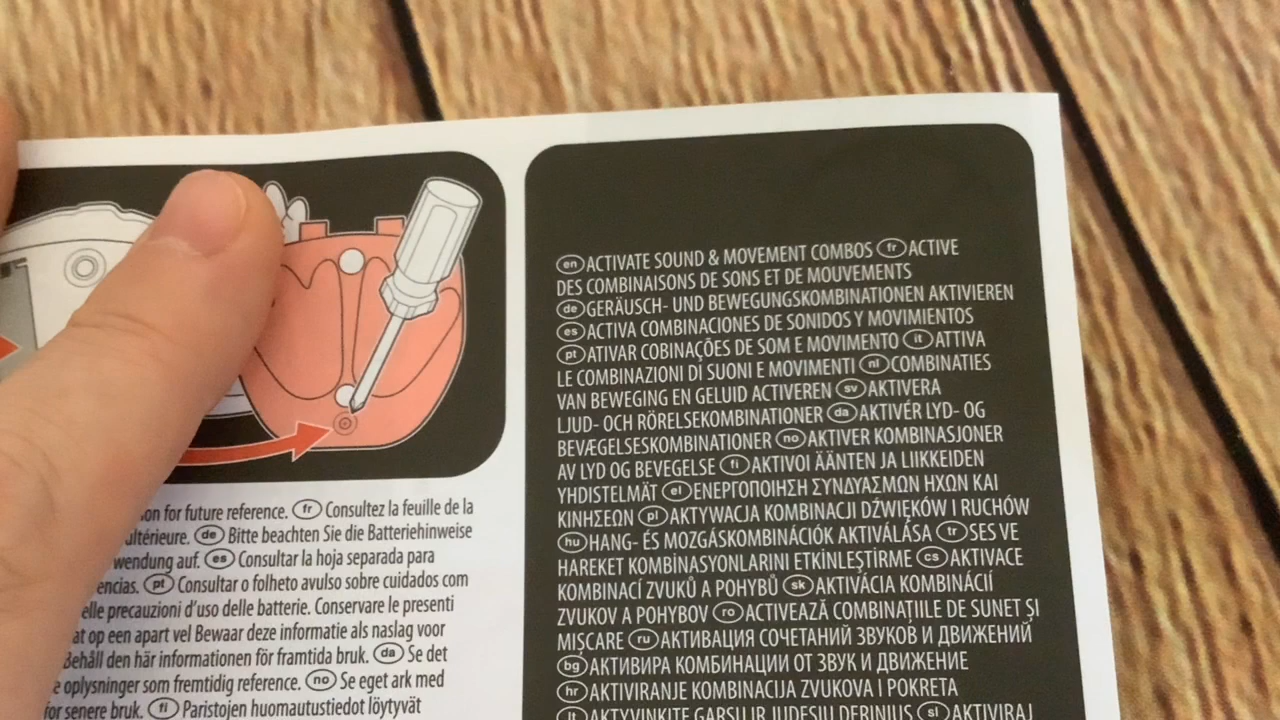 en ACTIVATE SOUND & MOVEMENT COMBOS fr ACTIVE
DES COMBINAISONS DE SONS ET DE MOUVEMENTS
de GERÄUSCH- UND BEWEGUNGSKOMBINATIONEN AKTIVIEREN
es ACTIVA COMBINACIONES DE SONIDOS Y MOVIMIENTOS
pt ATIVAR COBINAÇÕES DE SOM E MOVIMENTO it ATTIVA
LE COMBINAZIONI DI SUONI E MOVIMENTI nl COMBINATIES
VAN BEWEGING EN GELUID ACTIVEREN sv AKTIVERA
LJUD- OCH RÖRELSEKOMBINATIONER da AKTIVÉR LYD- OG
BEVÆGELSESKOMBINATIONER no AKTIVER KOMBINASJONER
AV LYD OG BEVEGELSE fi AKTIVOI ÄÄNTEN JA LIIKKEIDEN
YHDISTELMÄT el ΕΝΕΡΓΟΠΟΙΗΣΗ ΣΥΝΔΥΑΣΜΩΝ ΗΧΩΝ ΚΑΙ
ΚΙΝΗΣΕΩΝ pl AKTYWACJA KOMBINACJI DŹWIĘKÓW I RUCHÓW
hu HANG- ÉS MOZGÁSKOMBINÁCIÓK AKTIVÁLÁSA tr SES VE
HAREKET KOMBİNASYONLARINI ETKİNLEŞTİRME cs AKTIVACE
KOMBINACÍ ZVUKŮ A POHYBŮ sk AKTIVÁCIA KOMBINÁCIÍ
ZVUKOV A POHYBOV ro ACTIVEAZĂ COMBINAȚIILE DE SUNET ȘI
MIȘCARE ru АКТИВАЦИЯ СОЧЕТАНИЙ ЗВУКОВ И ДВИЖЕНИЙ
bg АКТИВИРА КОМБИНАЦИИ ОТ ЗВУК И ДВИЖЕНИЕ
hr AKTIVIRANJE KOMBINACIJA ZVUKOVA I POKRETA
lt AKTYVINKITE GARSŲ IR JUDESIŲ DERINIUS sl AKTIVIRAJ
for future reference. fr Consultez la feuille de la
ultérieure. de Bitte beachten Sie die Batteriehinweise
wendung auf. es Consultar la hoja separada para
encias. pt Consultar o folheto avulso sobre cuidados com
elle precauzioni d'uso delle batterie. Conservare le presenti
at op een apart vel Bewaar deze informatie als naslag voor
Behåll den här informationen för framtida bruk. da Se det
e oplysninger som fremtidig reference. no Se eget ark med
for senere bruk. fi Paristojen huomautustiedot löytyvät